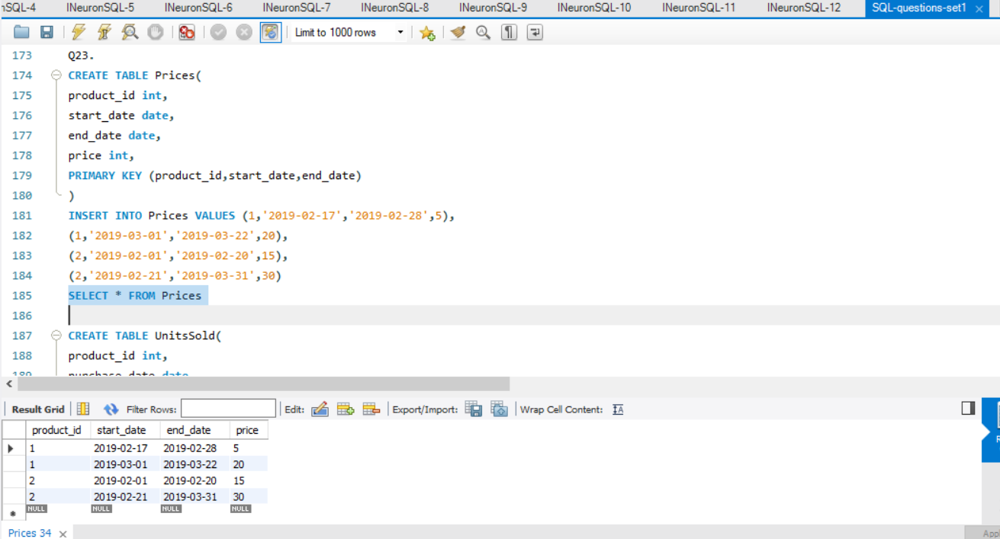 nSQL-4 INeuronSQL-5 INeuronSQL-6 INeuronSQL-7 INeuronSQL-8 INeuronSQL-9 INeuronSQL-10 INeuronSQL-11 INeuronSQL-12 SQL-questions-set1
Limit to 1000 rows
173 Q23.
174 CREATE TABLE Prices(
175 product_id int,
176 start_date date,
177 end_date date,
178 price int,
179 PRIMARY KEY (product_id,start_date,end_date)
180 )
181 INSERT INTO Prices VALUES (1,'2019-02-17','2019-02-28',5),
182 (1,'2019-03-01','2019-03-22',20),
183 (2,'2019-02-01','2019-02-20',15),
184 (2,'2019-02-21','2019-03-31',30)
185 SELECT * FROM Prices
186
187 CREATE TABLE UnitsSold(
188 product_id int,
189 purchase_date date
Result Grid Filter Rows: Edit: Export/Import: Wrap Cell Content:
product_id start_date end_date price
1 2019-02-17 2019-02-28 5
1 2019-03-01 2019-03-22 20
2 2019-02-01 2019-02-20 15
2 2019-02-21 2019-03-31 30
NULL NULL NULL NULL
Prices 34
App